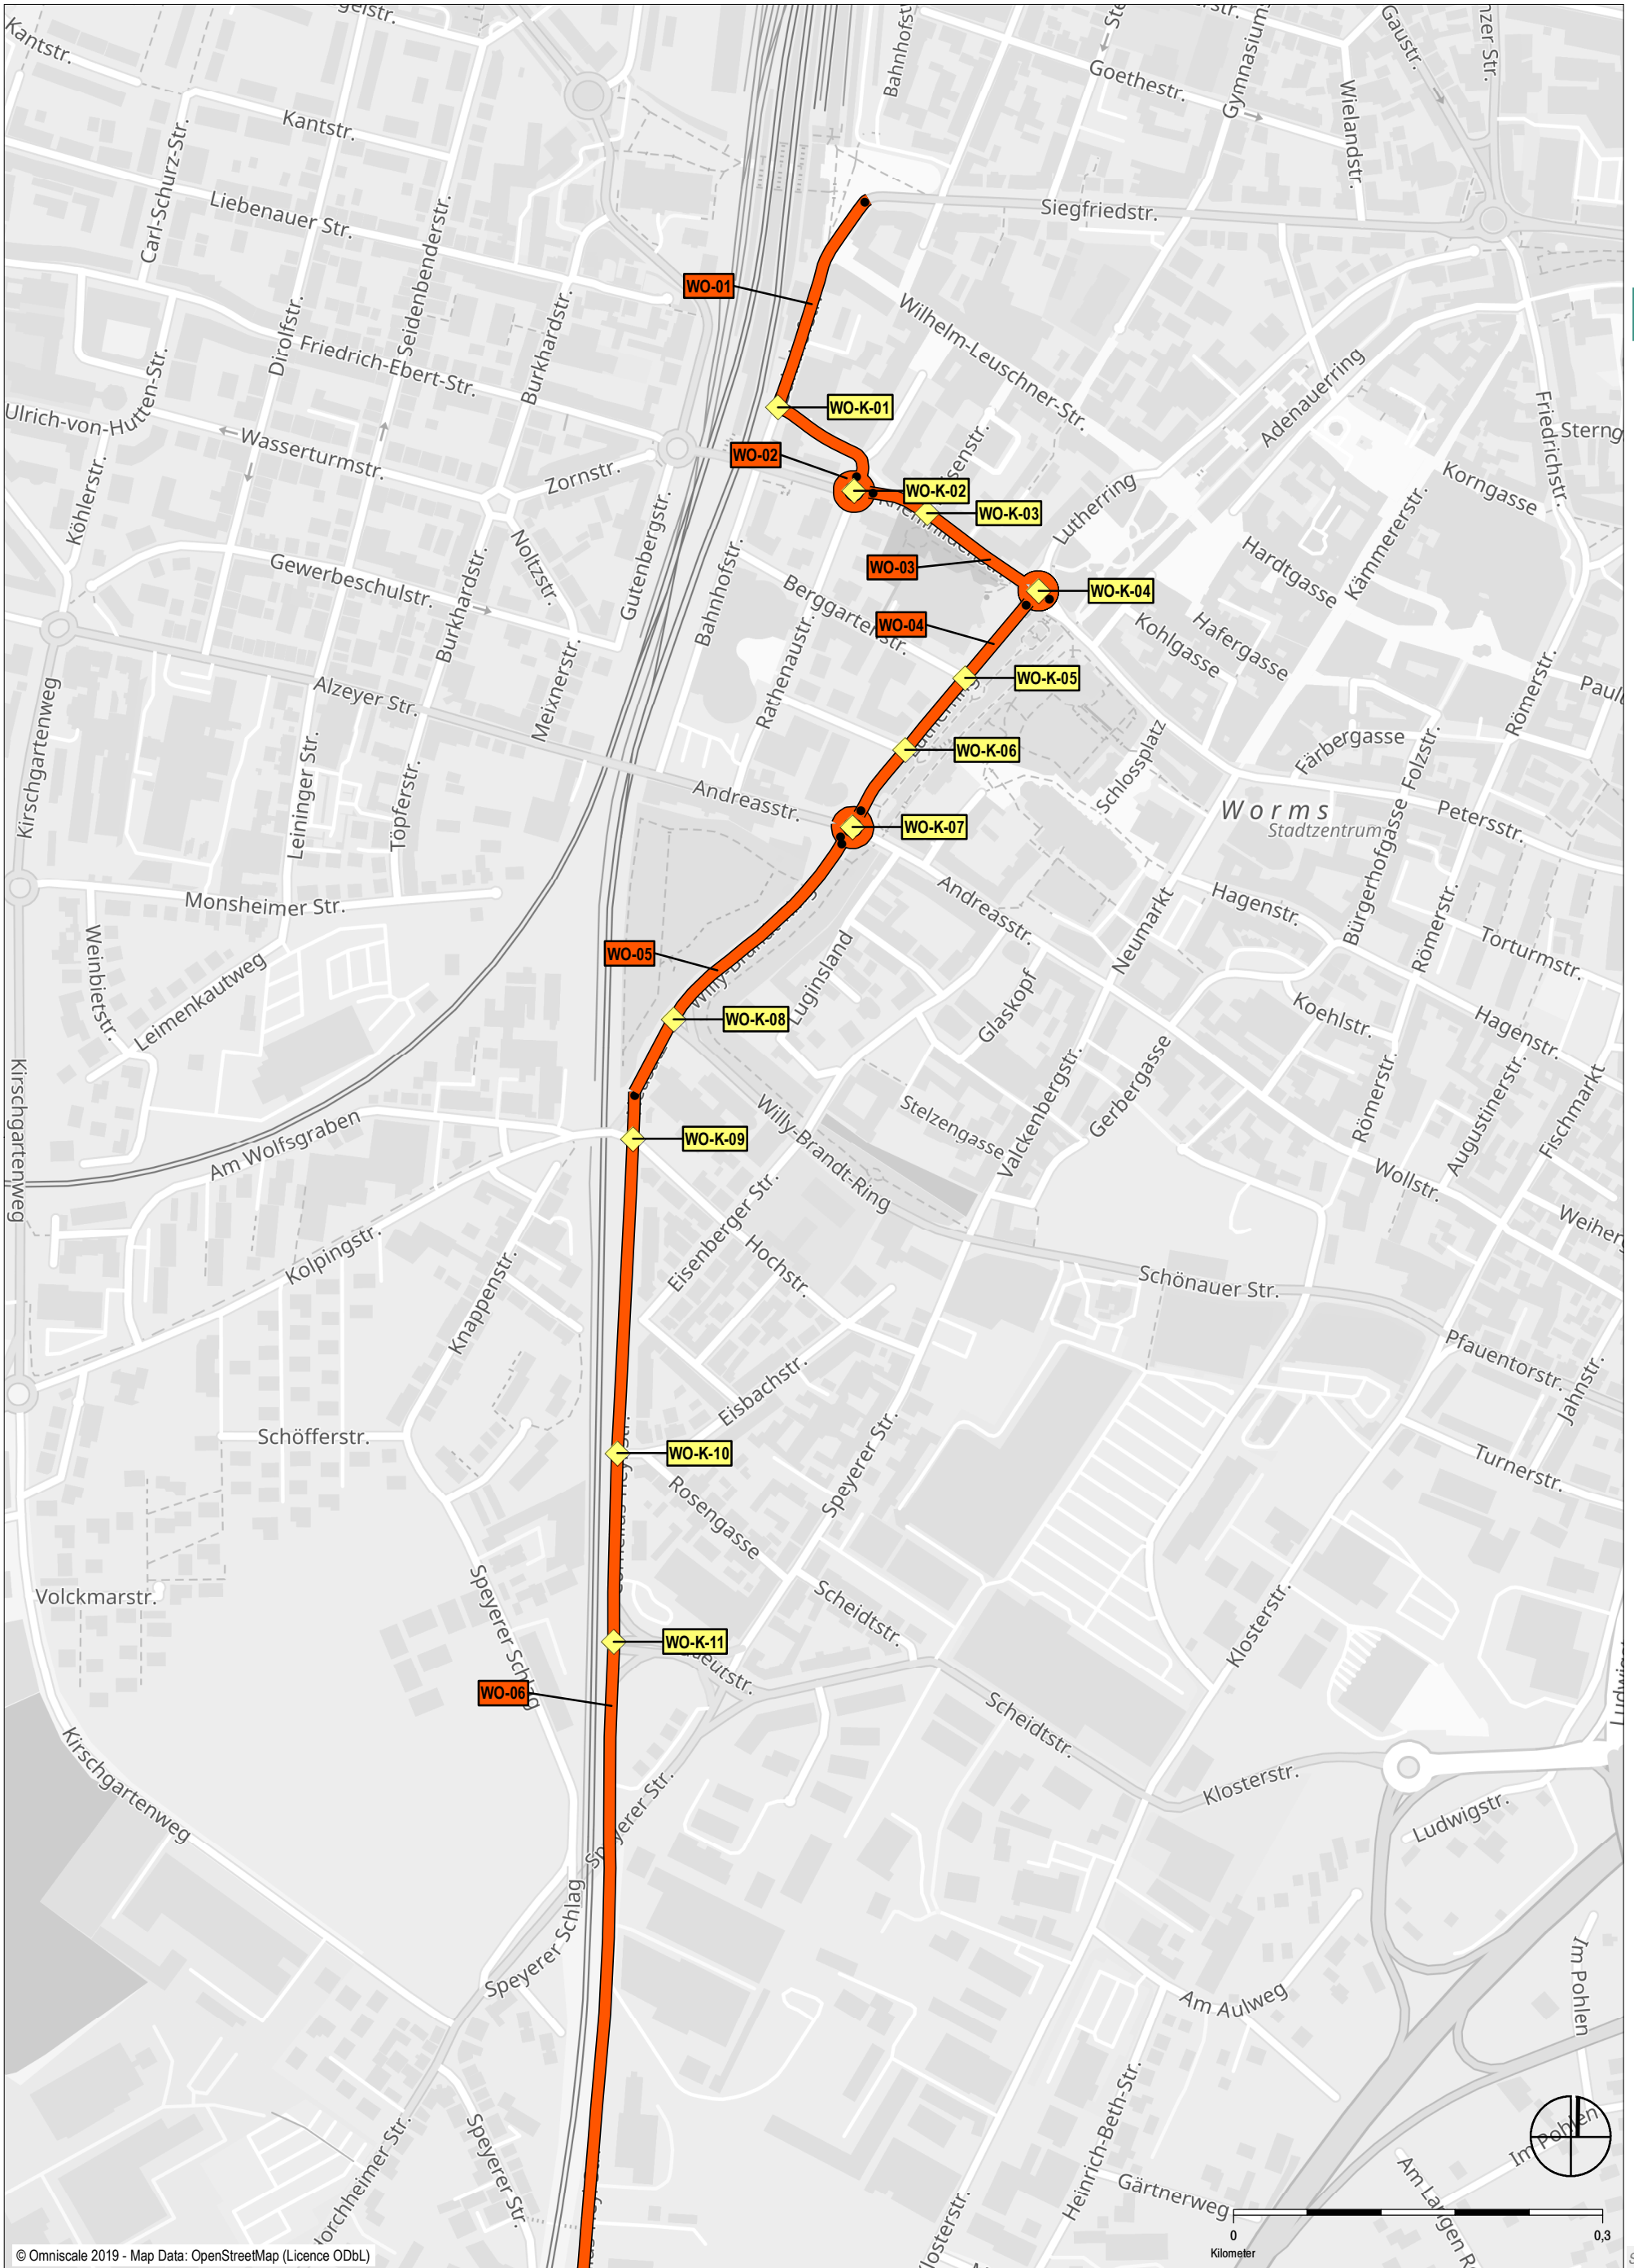 Kantstr.
Kantstr.
Carl-Schurz-Str.
Liebenauer Str.
Seidenbenderstr.
Dirolfstr.
Burkhardstr.
Friedrich-Ebert-Str.
Ulrich-von-Hutten-Str.
Wasserturmstr.
Zornstr.
Köhlerstr.
Gewerbeschulstr.
Noltzstr.
Burkhardstr.
Gutenbergstr.
Meixnerstr.
Bahnhofstr.
Goethestr.
Wielandstr.
Gaustr.
Siegfriedstr.
WO-01
Wilhelm-Leuschner-Str.
Adenauerring
Friedrichstr.
WO-K-01
WO-02
WO-K-02
WO-K-03
Lutherring
Korngasse
Kämmererstr.
Hardtgasse
WO-03
WO-K-04
Berggartenstr.
WO-04
Kohlgasse
Hafergasse
WO-K-05
Rathenaustr.
Römerstr.
Kirschgartenweg
Alzeyer Str.
Leininger Str.
Töpferstr.
WO-K-06
Schlossplatz
Färbergasse
Folzstr.
Andreasstr.
WO-K-07
Worms
Stadtzentrum
Petersstr.
Bürgerhofgasse
Monsheimer Str.
Weinbietstr.
Leimenkautweg
Andreasstr.
Neumarkt
Hagenstr.
Römerstr.
Torturmstr.
WO-05
Luginsland
Glaskopf
Koehlstr.
Hagenstr.
WO-K-08
Kirschgartenweg
Am Wolfsgraben
Willy-Brandt-Ring
Stelzengasse
Valckenbergstr.
Gerbergasse
Römerstr.
Augustinerstr.
Fischmarkt
WO-K-09
Wollstr.
Kolpingstr.
Knappenstr.
Eisenberger Str.
Hochstr.
Schönauer Str.
Pfauentorstr.
Jahnstr.
Eisbachstr.
Schöfferstr.
WO-K-10
Rosengasse
Speyerer Str.
Turnerstr.
Volckmarstr.
Speyerer Schlag
Scheidtstr.
Klosterstr.
WO-K-11
WO-06
Scheidtstr.
Kirschgartenweg
Speyerer Str.
Klosterstr.
Ludwigstr.
Speyerer Schlag
Am Aulweg
Im Pohlen
Im Pohlen
Speyerer Str.
Heinrich-Beth-Str.
Gärtnerweg
0
0,3
Kilometer
© Omniscale 2019 - Map Data: OpenStreetMap (Licence ODbL)